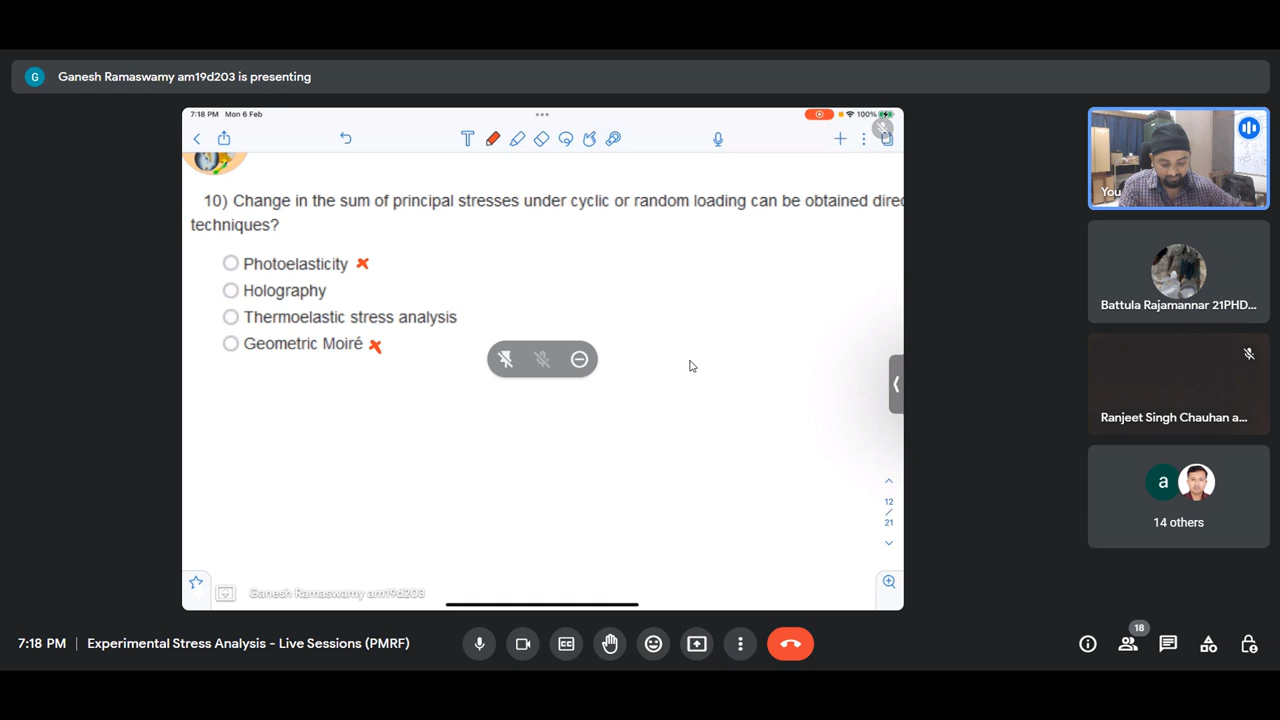 Ganesh Ramaswamy am19d203 is presenting
G
7:18 PM Mon 6 Feb
100%
10) Change in the sum of principal stresses under cyclic or random loading can be obtained direc
techniques?
Photoelasticity
Holography
Thermoelastic stress analysis
Geometric Moiré
12
/
21
Ganesh Ramaswamy am19d203
You
Battula Rajamannar 21PHD...
Ranjeet Singh Chauhan a...
a
14 others
7:18 PM | Experimental Stress Analysis - Live Sessions (PMRF)
18